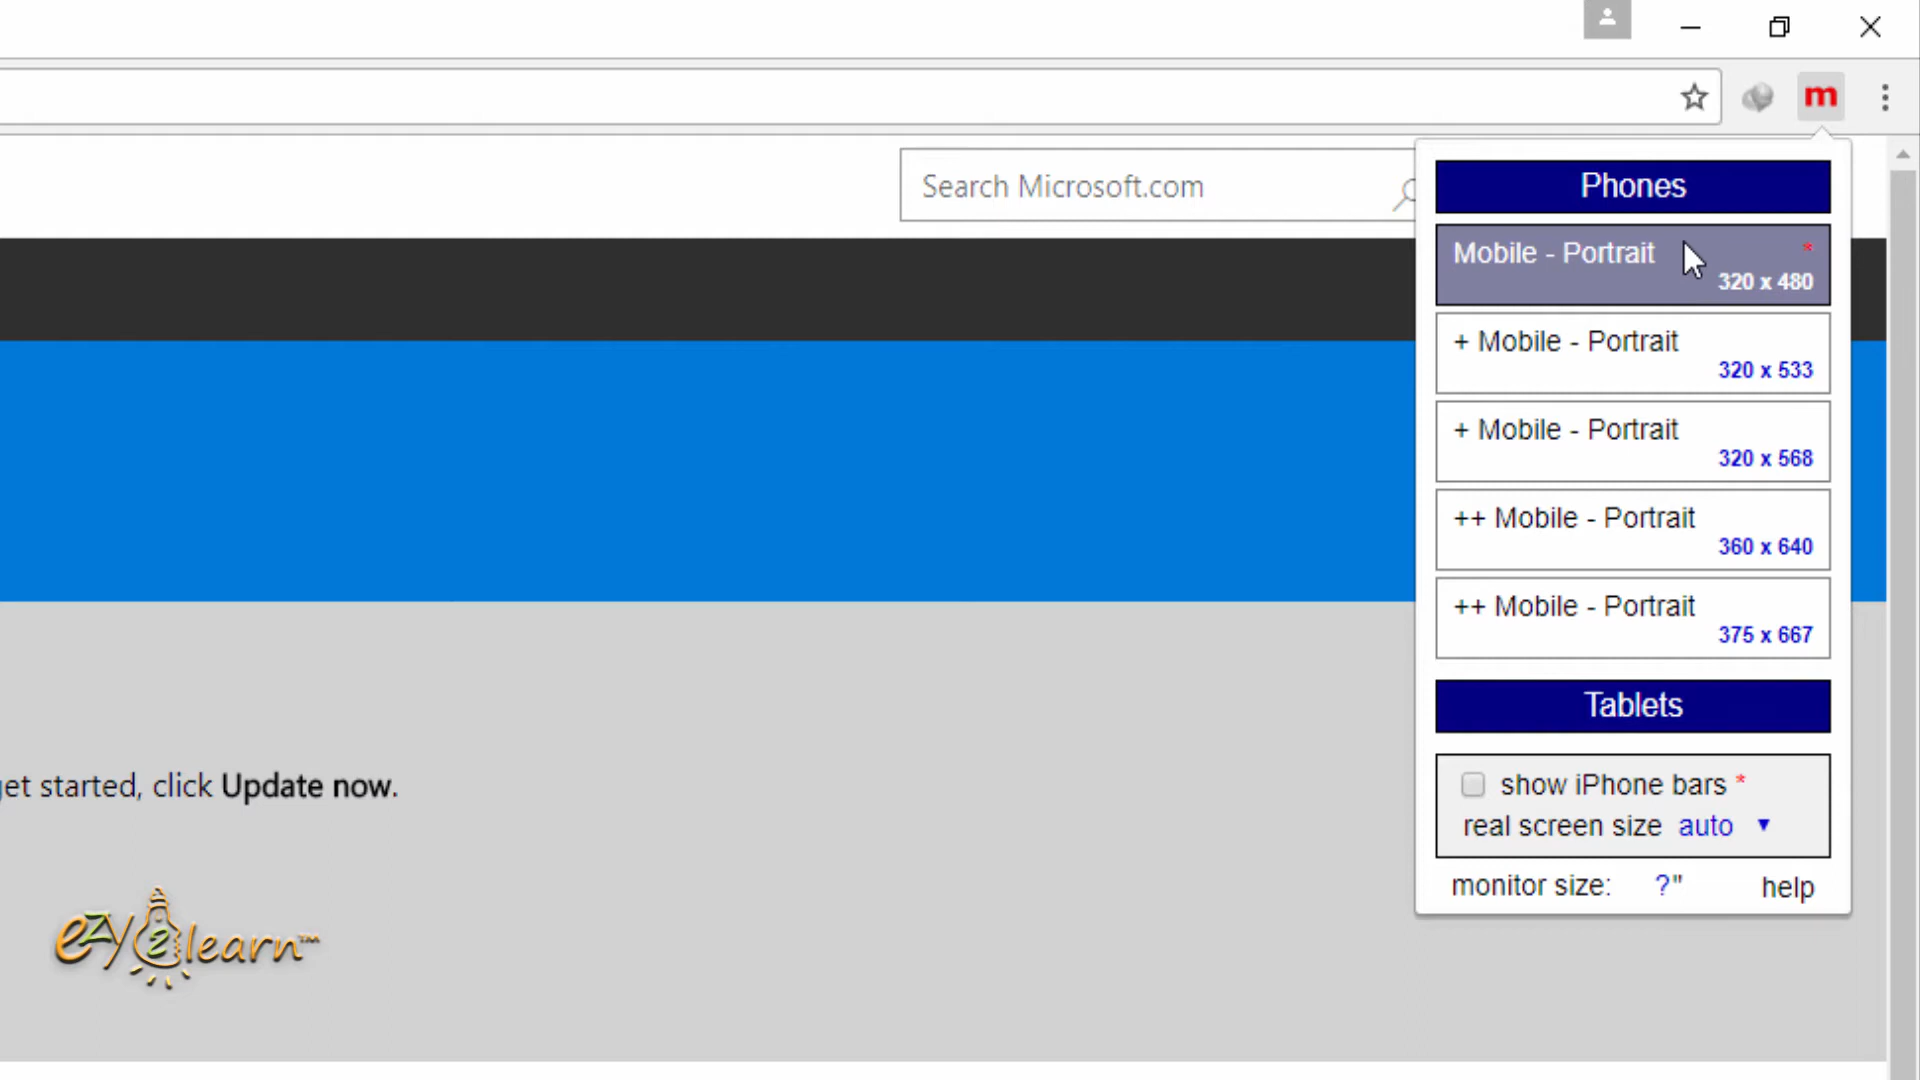 m
Search Microsoft.com
Phones
Mobile - Portrait *
320 x 480
+ Mobile - Portrait
320 x 533
+ Mobile - Portrait
320 x 568
++ Mobile - Portrait
360 x 640
++ Mobile - Portrait
375 x 667
Tablets
show iPhone bars *
real screen size auto ▼
monitor size: ?" help
get started, click Update now.
ezy2learn™